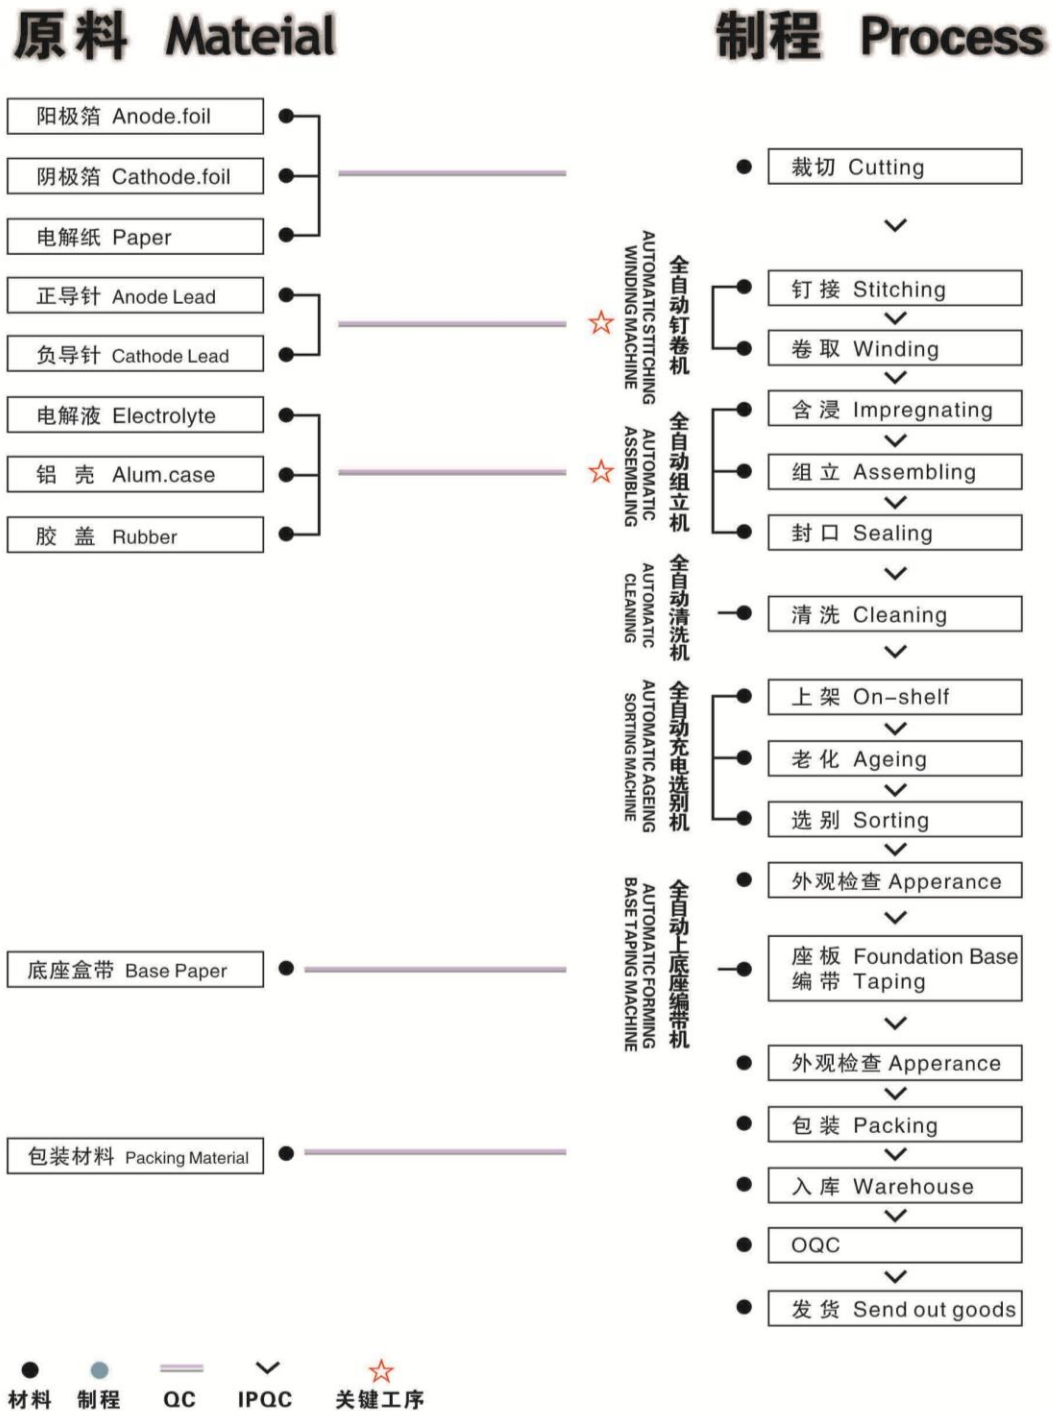 原料 Mateial
制程 Process
阳极箔 Anode.foil
阴极箔 Cathode.foil
电解纸 Paper
正导针 Anode Lead
负导针 Cathode Lead
电解液 Electrolyte
铝 壳 Alum.case
胶 盖 Rubber
底座盒带 Base Paper
包装材料 Packing Material
全自动钉卷机
AUTOMATIC STITCHING
WINDING MACHINE
全自动组立机
AUTOMATIC
ASSEMBLING
全自动清洗机
AUTOMATIC
CLEANING
全自动充电选别机
AUTOMATIC AGEING
SORTING MACHINE
全自动上底座编带机
AUTOMATIC FORMING
BASE TAPING MACHINE
裁切 Cutting
钉接 Stitching
卷取 Winding
含浸 Impregnating
组立 Assembling
封口 Sealing
清洗 Cleaning
上架 On-shelf
老化 Ageing
选别 Sorting
外观检查 Apperance
座板 Foundation Base
编带 Taping
外观检查 Apperance
包装 Packing
入库 Warehouse
OQC
发货 Send out goods
材料 制程 QC IPQC 关键工序